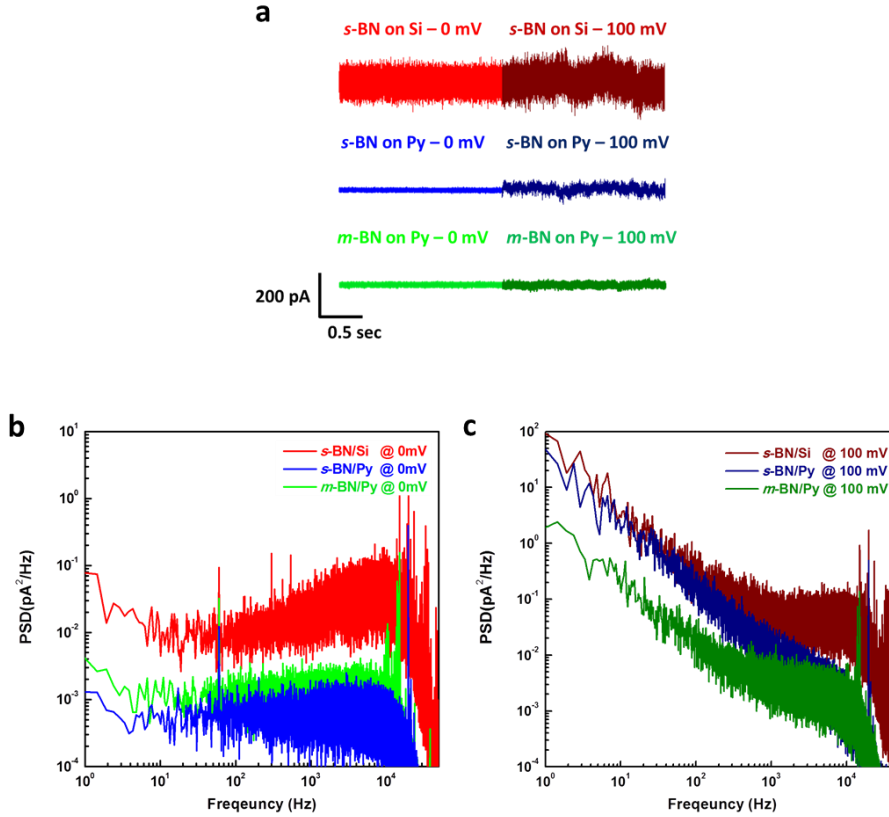 a
s-BN on Si – 0 mV s-BN on Si – 100 mV
s-BN on Py – 0 mV s-BN on Py – 100 mV
m-BN on Py – 0 mV m-BN on Py – 100 mV
200 pA
0.5 sec
b
10^1
10^0
10^-1
10^-2
10^-3
10^-4
PSD(pA^2/Hz)
s-BN/Si @ 0mV
s-BN/Py @ 0mV
m-BN/Py @ 0mV
10^0 10^1 10^2 10^3 10^4
Freqeuncy (Hz)
c
10^2
10^1
10^0
10^-1
10^-2
10^-3
10^-4
PSD(pA^2/Hz)
s-BN/Si @ 100 mV
s-BN/Py @ 100 mV
m-BN/Py @ 100 mV
10^0 10^1 10^2 10^3 10^4
Freqeuncy (Hz)